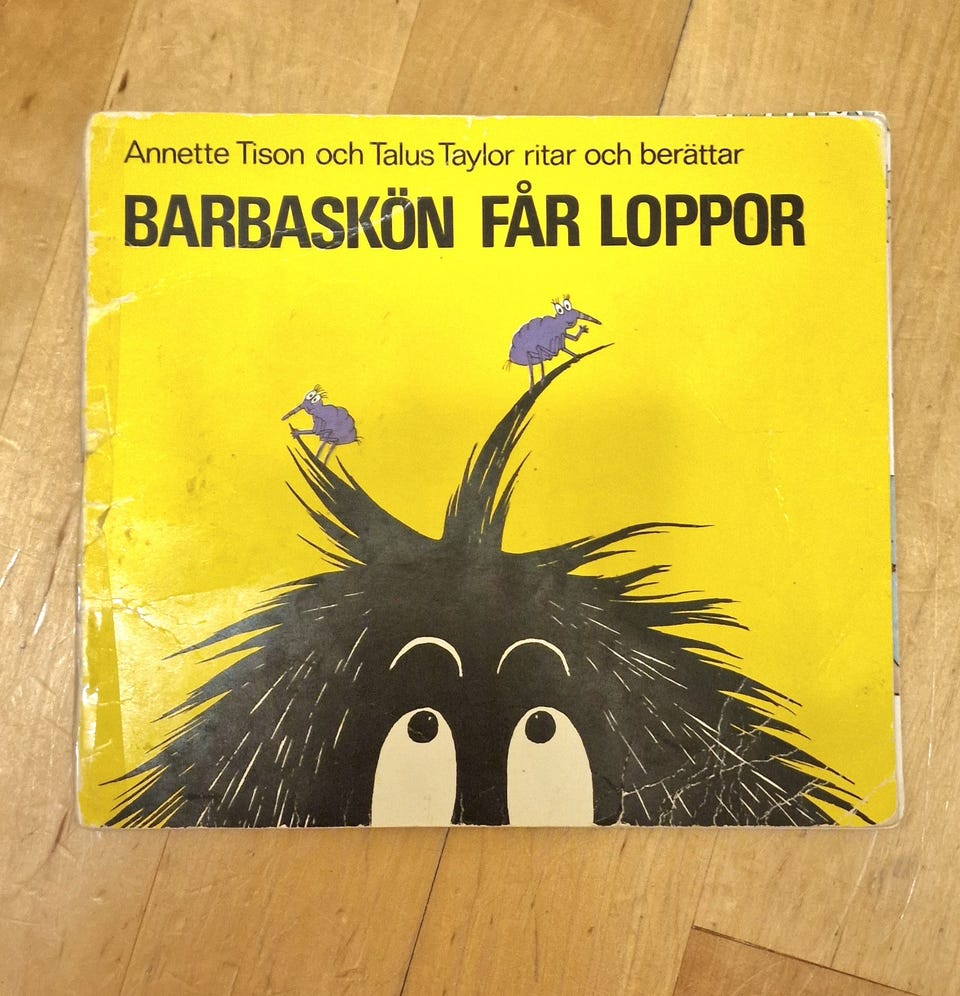 Annette Tison och Talus Taylor ritar och berättar
BARBASKÖN FÅR LOPPOR